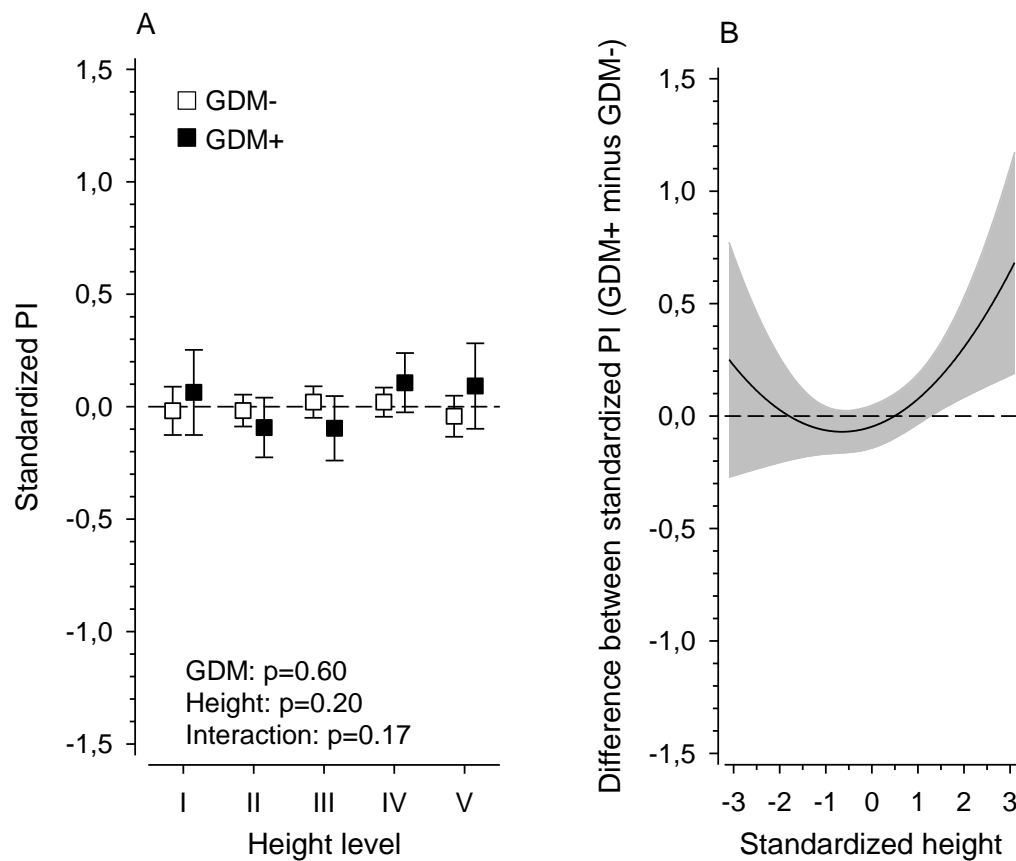 A
1,5
1,0
0,5
0,0
-0,5
-1,0
-1,5
Standardized PI
GDM-
GDM+
GDM: p=0.60
Height: p=0.20
Interaction: p=0.17
I II III IV V
Height level
B
Difference between standardized PI (GDM+ minus GDM-)
1,5
1,0
0,5
0,0
-0,5
-1,0
-1,5
-3 -2 -1 0 1 2 3
Standardized height